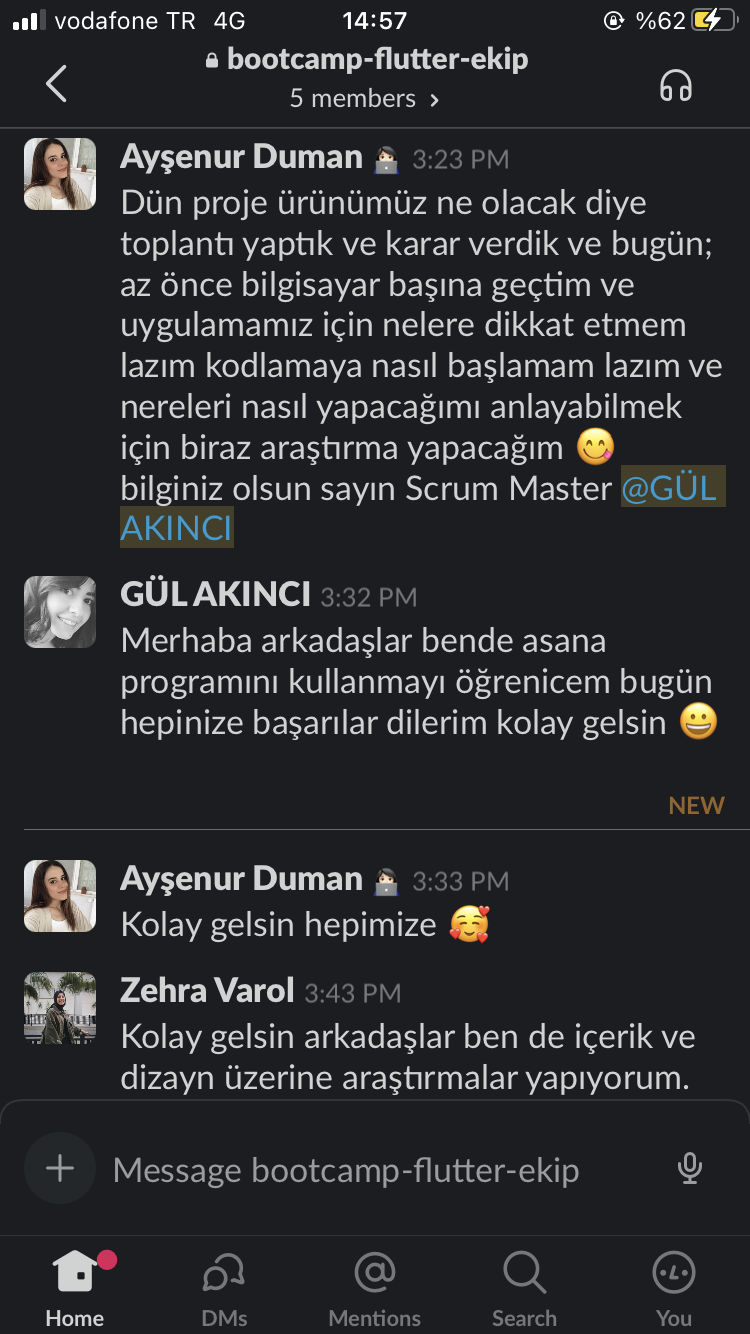 vodafone TR 4G 14:57 %62
bootcamp-flutter-ekip
5 members
Ayşenur Duman 3:23 PM
Dün proje ürünümüz ne olacak diye
toplantı yaptık ve karar verdik ve bugün;
az önce bilgisayar başına geçtim ve
uygulamamız için nelere dikkat etmem
lazım kodlamaya nasıl başlamam lazım ve
nereleri nasıl yapacağımı anlayabilmek
için biraz araştırma yapacağım 😋
bilginiz olsun sayın Scrum Master @GÜL
AKINCI
GÜL AKINCI 3:32 PM
Merhaba arkadaşlar bende asana
programını kullanmayı öğrenicem bugün
hepinize başarılar dilerim kolay gelsin 😀
NEW
Ayşenur Duman 3:33 PM
Kolay gelsin hepimize 🥰
Zehra Varol 3:43 PM
Kolay gelsin arkadaşlar ben de içerik ve
dizayn üzerine araştırmalar yapıyorum.
Message bootcamp-flutter-ekip
Home DMs Mentions Search You